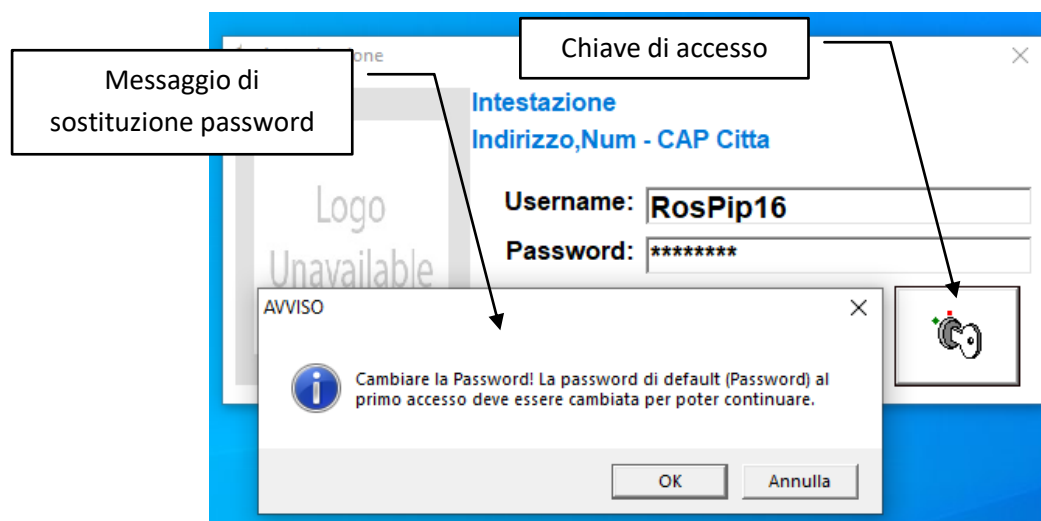 Messaggio di
sostituzione password
Chiave di accesso
Intestazione
Indirizzo,Num - CAP Citta
Logo
Unavailable
Username: RosPip16
Password: ********
AVVISO
Cambiare la Password! La password di default (Password) al
primo accesso deve essere cambiata per poter continuare.
OK
Annulla